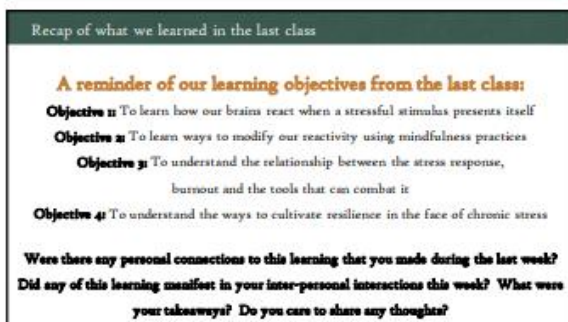 Recap of what we learned in the last class
A reminder of our learning objectives from the last class:
Objective 1: To learn how our brains react when a stressful stimulus presents itself
Objective 2: To learn ways to modify our reactivity using mindfulness practices
Objective 3: To understand the relationship between the stress response,
burnout and the tools that can combat it
Objective 4: To understand the ways to cultivate resilience in the face of chronic stress
Were there any personal connections to this learning that you made during the last week?
Did any of this learning manifest in your inter-personal interactions this week? What were
your takeaways? Do you care to share any thoughts?